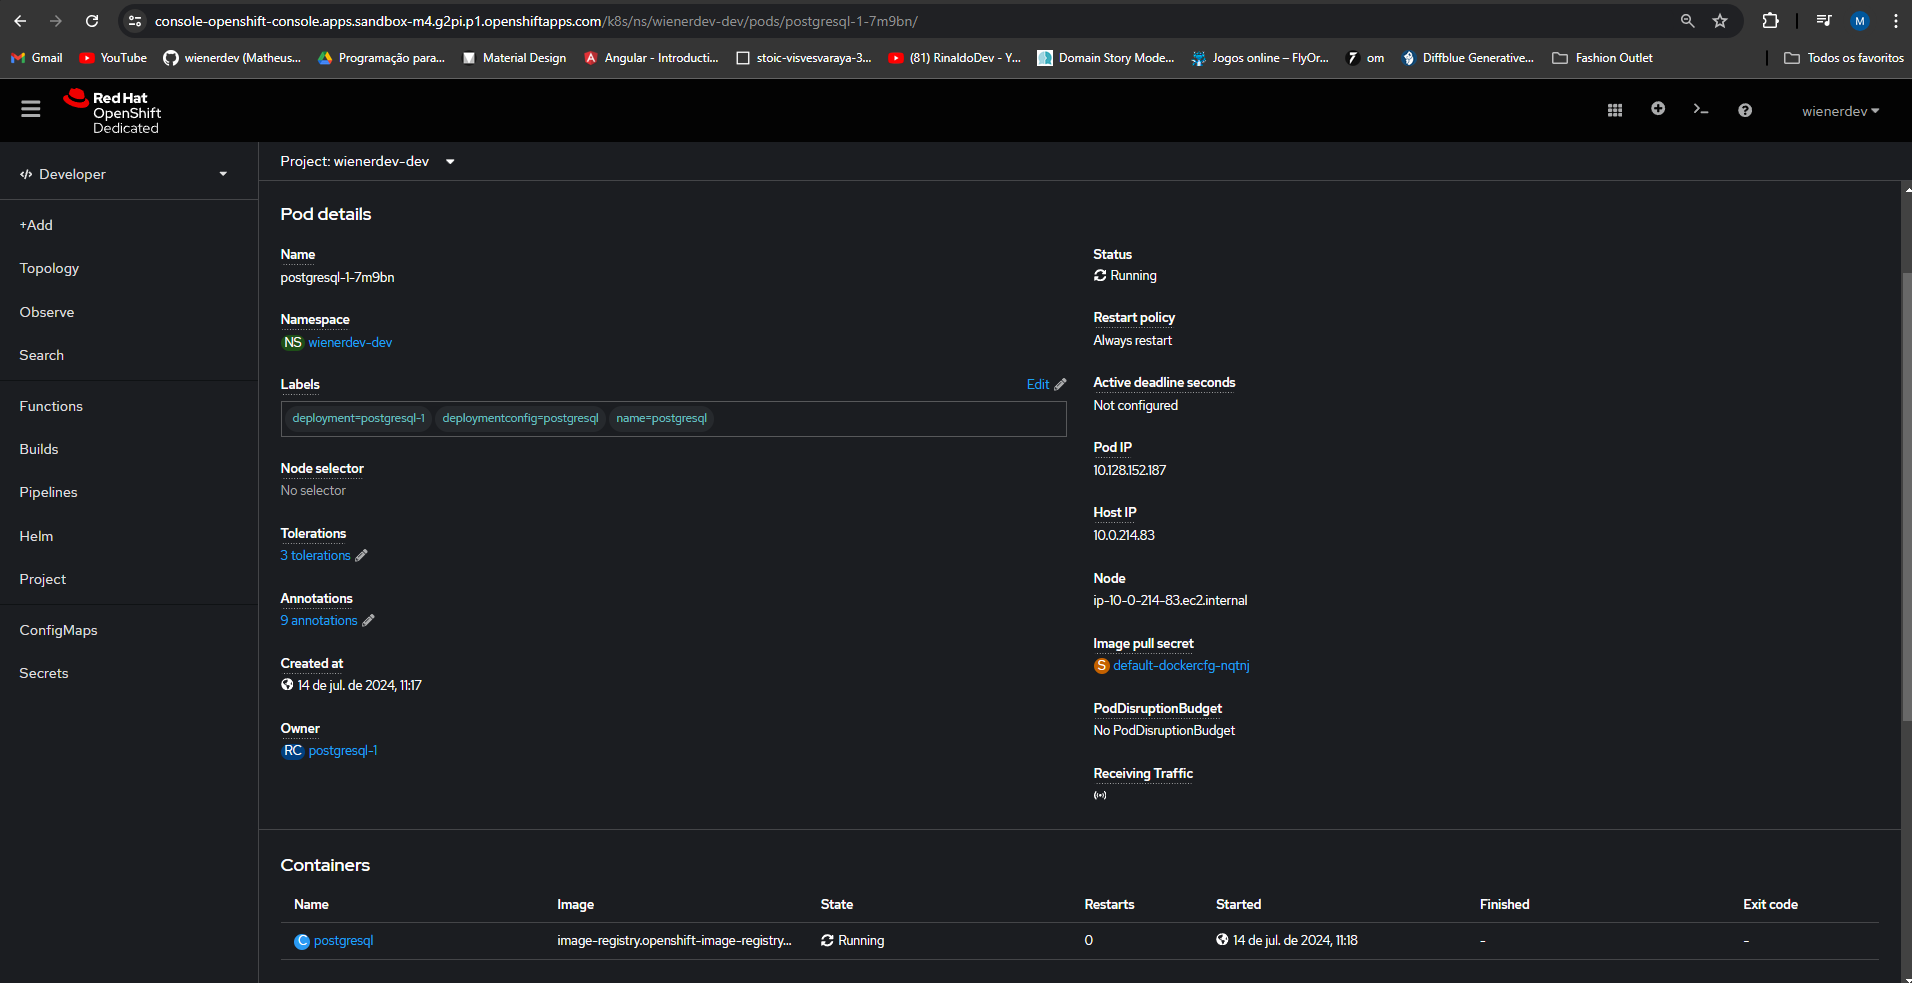 console-openshift-console.apps.sandbox-m4.g2pi.p1.openshiftapps.com/k8s/ns/wienerdev-dev/pods/postgresql-1-7m9bn/
M
Gmail YouTube wienerdev (Matheus... Programação para... Material Design Angular - Introducti... stoic-visvesvaraya-3... (81) RinaldoDev - Y... Domain Story Mode... Jogos online – FlyOr... 7 om Diffblue Generative... Fashion Outlet Todos os favoritos
Red Hat
OpenShift
Dedicated
wienerdev
Developer
+Add
Topology
Observe
Search
Functions
Builds
Pipelines
Helm
Project
ConfigMaps
Secrets
Project: wienerdev-dev
Pod details
Name
postgresql-1-7m9bn
Namespace
NS wienerdev-dev
Labels Edit
deployment=postgresql-1 deploymentconfig=postgresql name=postgresql
Node selector
No selector
Tolerations
3 tolerations
Annotations
9 annotations
Created at
14 de jul. de 2024, 11:17
Owner
RC postgresql-1
Status
Running
Restart policy
Always restart
Active deadline seconds
Not configured
Pod IP
10.128.152.187
Host IP
10.0.214.83
Node
ip-10-0-214-83.ec2.internal
Image pull secret
S default-dockercfg-nqtnj
PodDisruptionBudget
No PodDisruptionBudget
Receiving Traffic
Containers
Name Image State Restarts Started Finished Exit code
C postgresql image-registry.openshift-image-registry... Running 0 14 de jul. de 2024, 11:18 - -